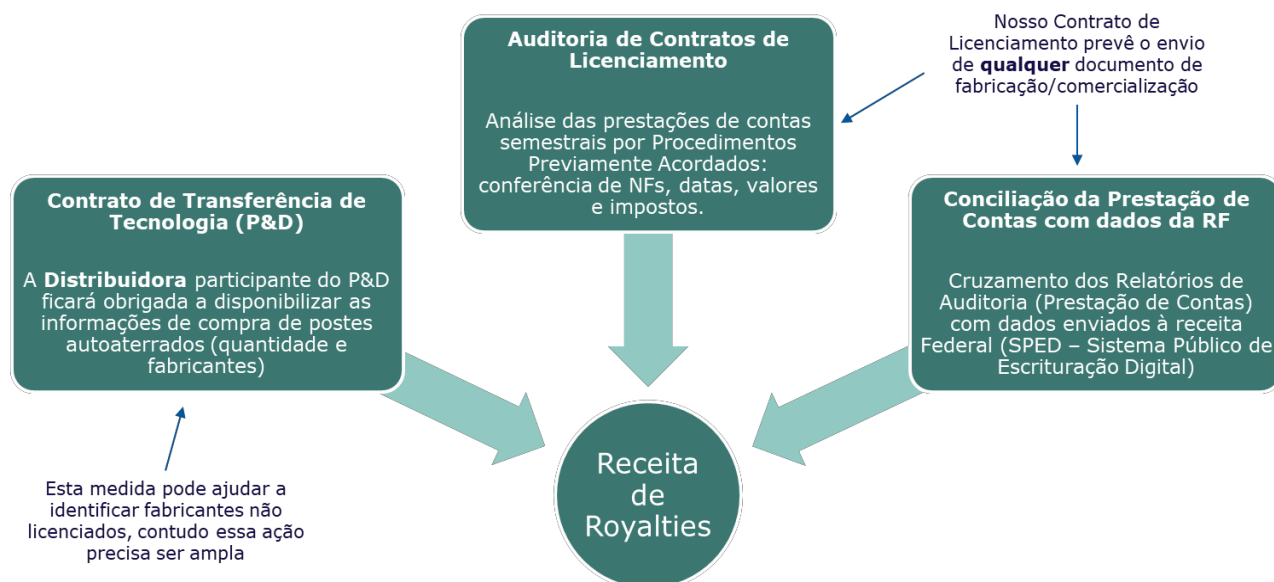 Contrato de Transferência de
Tecnologia (P&D)
A Distribuidora participante do P&D
ficará obrigada a disponibilizar as
informações de compra de postes
autoaterrados (quantidade e
fabricantes)
Esta medida pode ajudar a
identificar fabricantes não
licenciados, contudo essa ação
precisa ser ampla
Auditoria de Contratos de
Licenciamento
Análise das prestações de contas
semestrais por Procedimentos
Previamente Acordados:
conferência de NFs, datas, valores
e impostos.
Nosso Contrato de
Licenciamento prevê o envio
de qualquer documento de
fabricação/comercialização
Conciliação da Prestação de
Contas com dados da RF
Cruzamento dos Relatórios de
Auditoria (Prestação de Contas)
com dados enviados à receita
Federal (SPED – Sistema Público de
Escrituração Digital)
Receita
de
Royalties